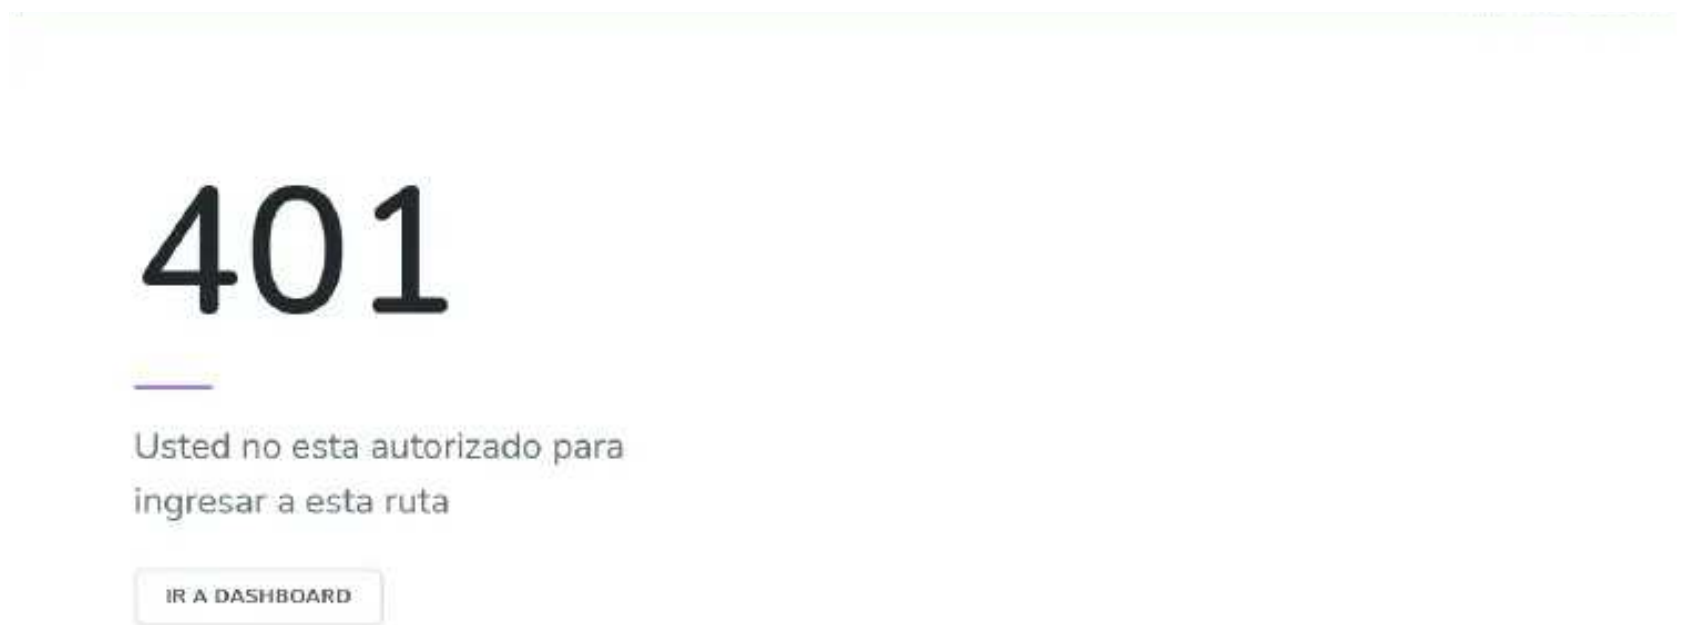 401
Usted no esta autorizado para
ingresar a esta ruta
IR A DASHBOARD